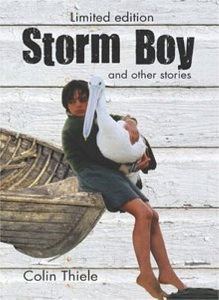 Limited edition
Storm Boy
and other stories
Colin Thiele